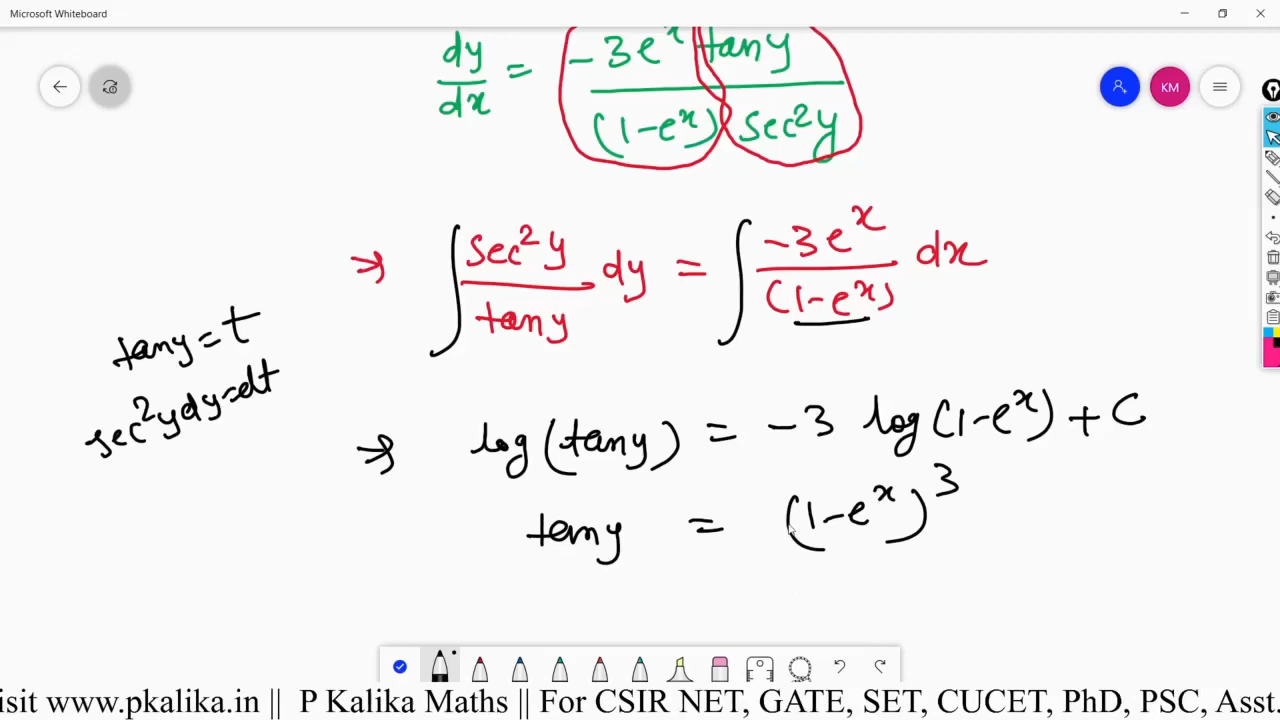 Microsoft Whiteboard
dy/dx = -3e^x tany / (1-e^x) sec²y
KM
⇒ ∫ sec²y / tany dy = ∫ -3e^x / (1-e^x) dx
tany = t
sec²y dy = dt
⇒ log(tany) = -3 log(1-e^x) + C
tany = (1-e^x)³
isit www.pkalika.in || P Kalika Maths || For CSIR NET, GATE, SET, CUCET, PhD, PSC, Asst.